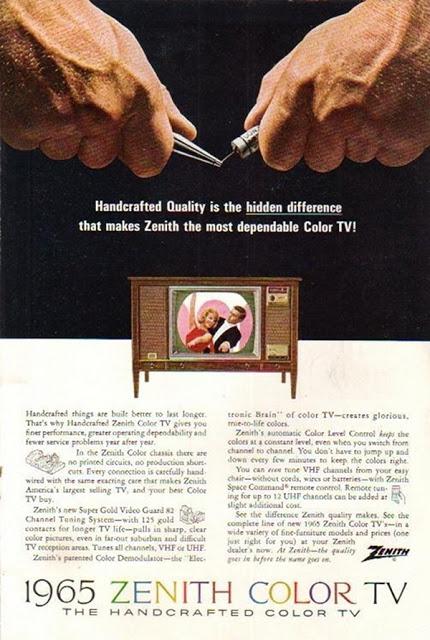 Handcrafted Quality is the hidden difference
that makes Zenith the most dependable Color TV!
Handcrafted things are built better to last longer.
That's why Handcrafted Zenith Color TV gives you
finer performance, greater operating dependability and
fewer service problems year after year.
In the Zenith Color chassis there are
no printed circuits, no production short-
cuts. Every connection is carefully hand-
wired with the same exacting care that makes Zenith
America's largest selling TV, and your best Color
TV buy.
Zenith's new Super Gold Video Guard 82
Channel Tuning System—with 125 gold
contacts for longer TV life—pulls in sharp, clear
color pictures, even in far-out suburban and difficult
TV reception areas. Tunes all channels, VHF or UHF.
Zenith's patented Color Demodulator—the "Elec-
tronic Brain" of color TV—creates glorious,
true-to-life colors.
Zenith's automatic Color Level Control keeps the
colors at a constant level, even when you switch from
channel to channel. You don't have to jump up and
down every few minutes to keep the colors right.
You can even tune VHF channels from your easy
chair—without cords, wires or batteries—with Zenith
Space Command® remote control. Remote tun-
ing for up to 12 UHF channels can be added at
slight additional cost.
See the difference Zenith quality makes. See the
complete line of new 1965 Zenith Color TV's—in a
wide variety of fine-furniture models and prices (one
just right for you) at your Zenith
dealer's now. At Zenith—the quality
goes in before the name goes on.
ZENITH
1965 ZENITH COLOR TV
THE HANDCRAFTED COLOR TV